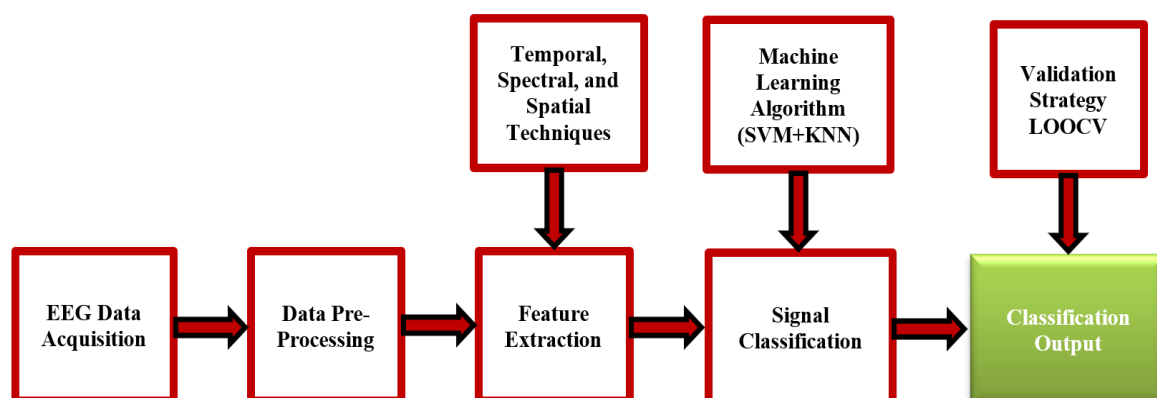 Temporal,
Spectral, and
Spatial
Techniques
Machine
Learning
Algorithm
(SVM+KNN)
Validation
Strategy
LOOCV
EEG Data
Acquisition
Data Pre-
Processing
Feature
Extraction
Signal
Classification
Classification
Output